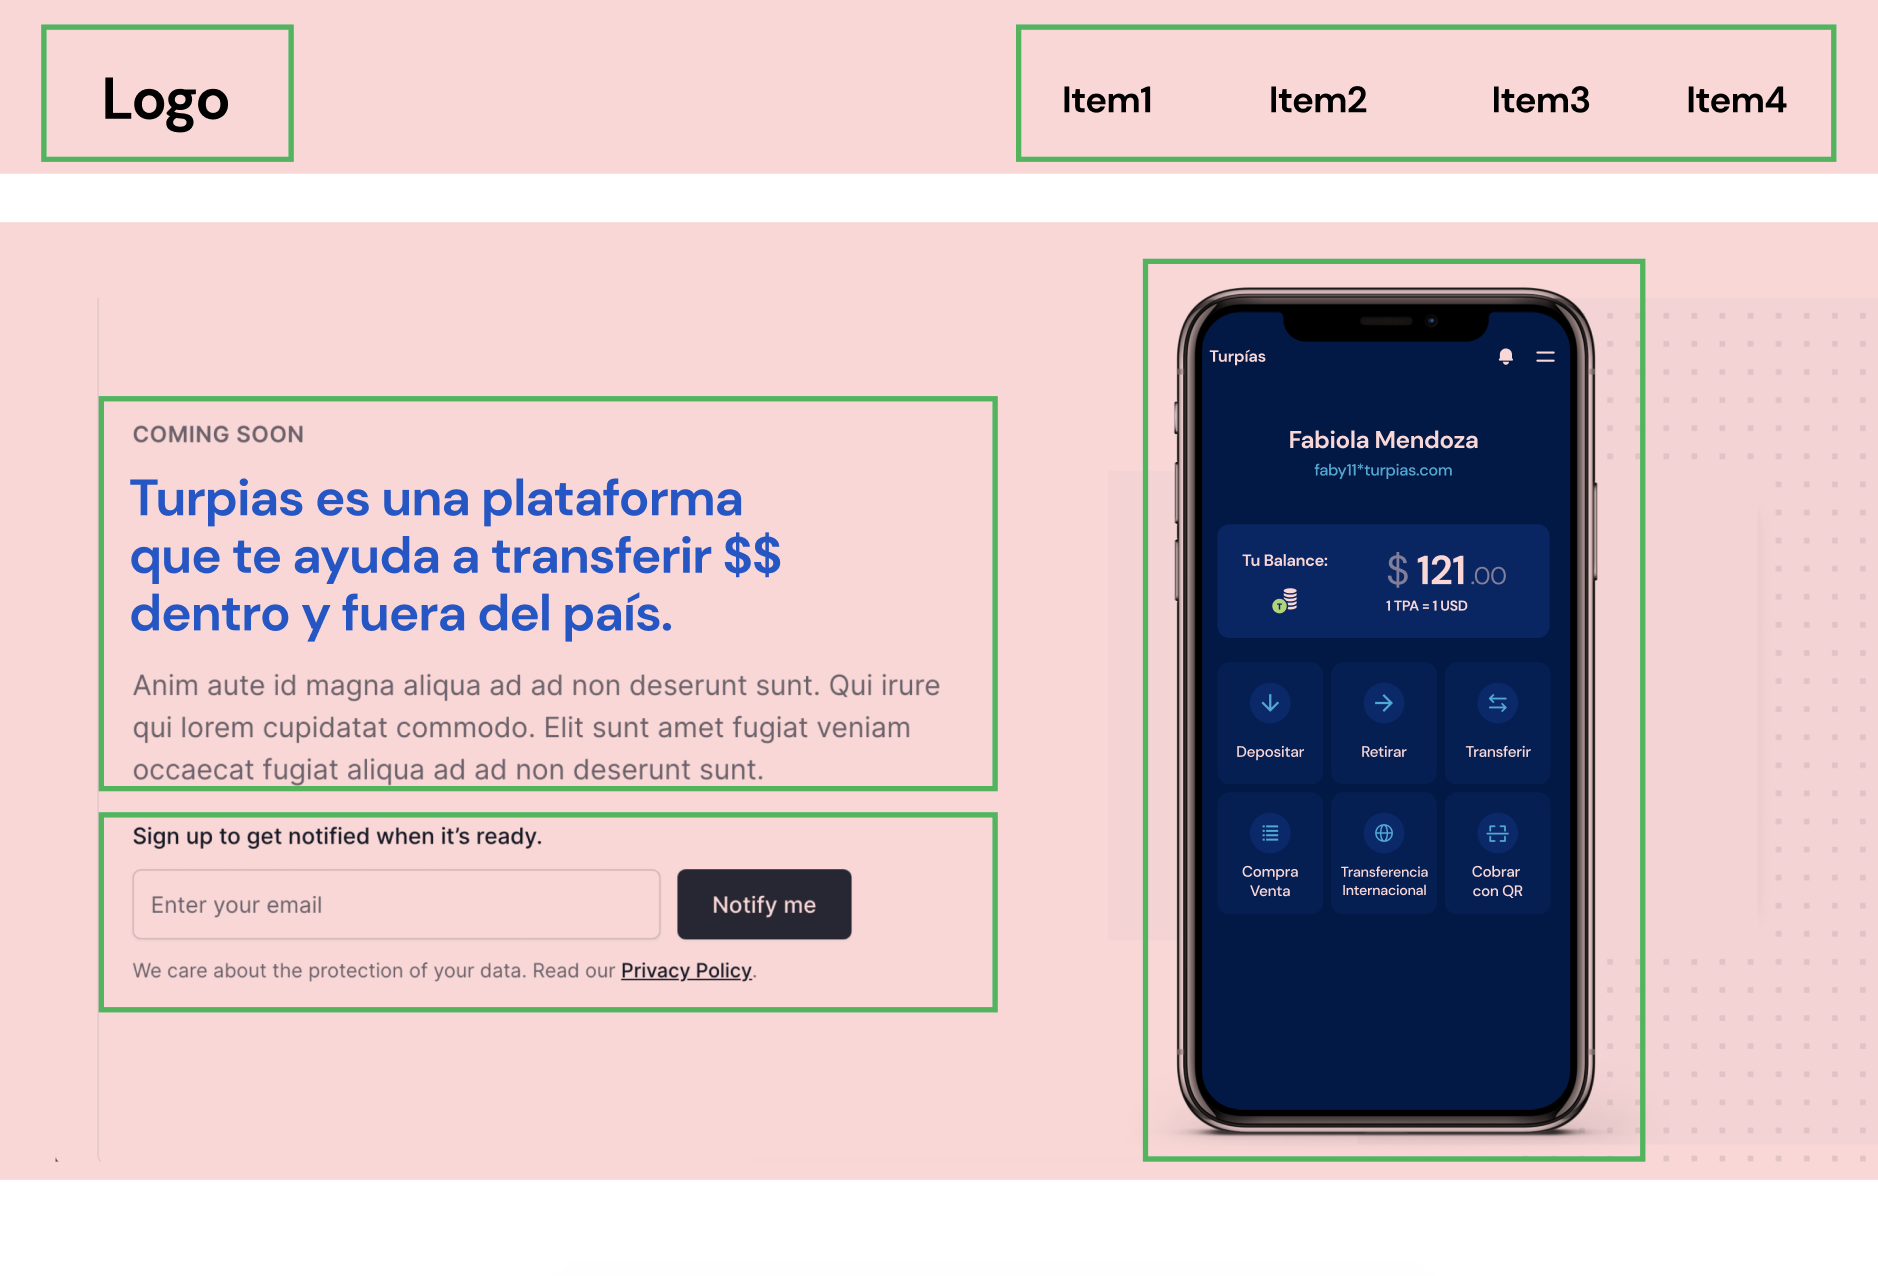 Logo
Item1 Item2 Item3 Item4
COMING SOON
Turpias es una plataforma
que te ayuda a transferir $$
dentro y fuera del país.
Anim aute id magna aliqua ad ad non deserunt sunt. Qui irure
qui lorem cupidatat commodo. Elit sunt amet fugiat veniam
occaecat fugiat aliqua ad ad non deserunt sunt.
Sign up to get notified when it’s ready.
Enter your email
Notify me
We care about the protection of your data. Read our Privacy Policy.
Turpías
Fabiola Mendoza
faby11*turpias.com
Tu Balance:
$ 121.00
T
1 TPA = 1 USD
Depositar
Retirar
Transferir
Compra
Venta
Transferencia
Internacional
Cobrar
con QR